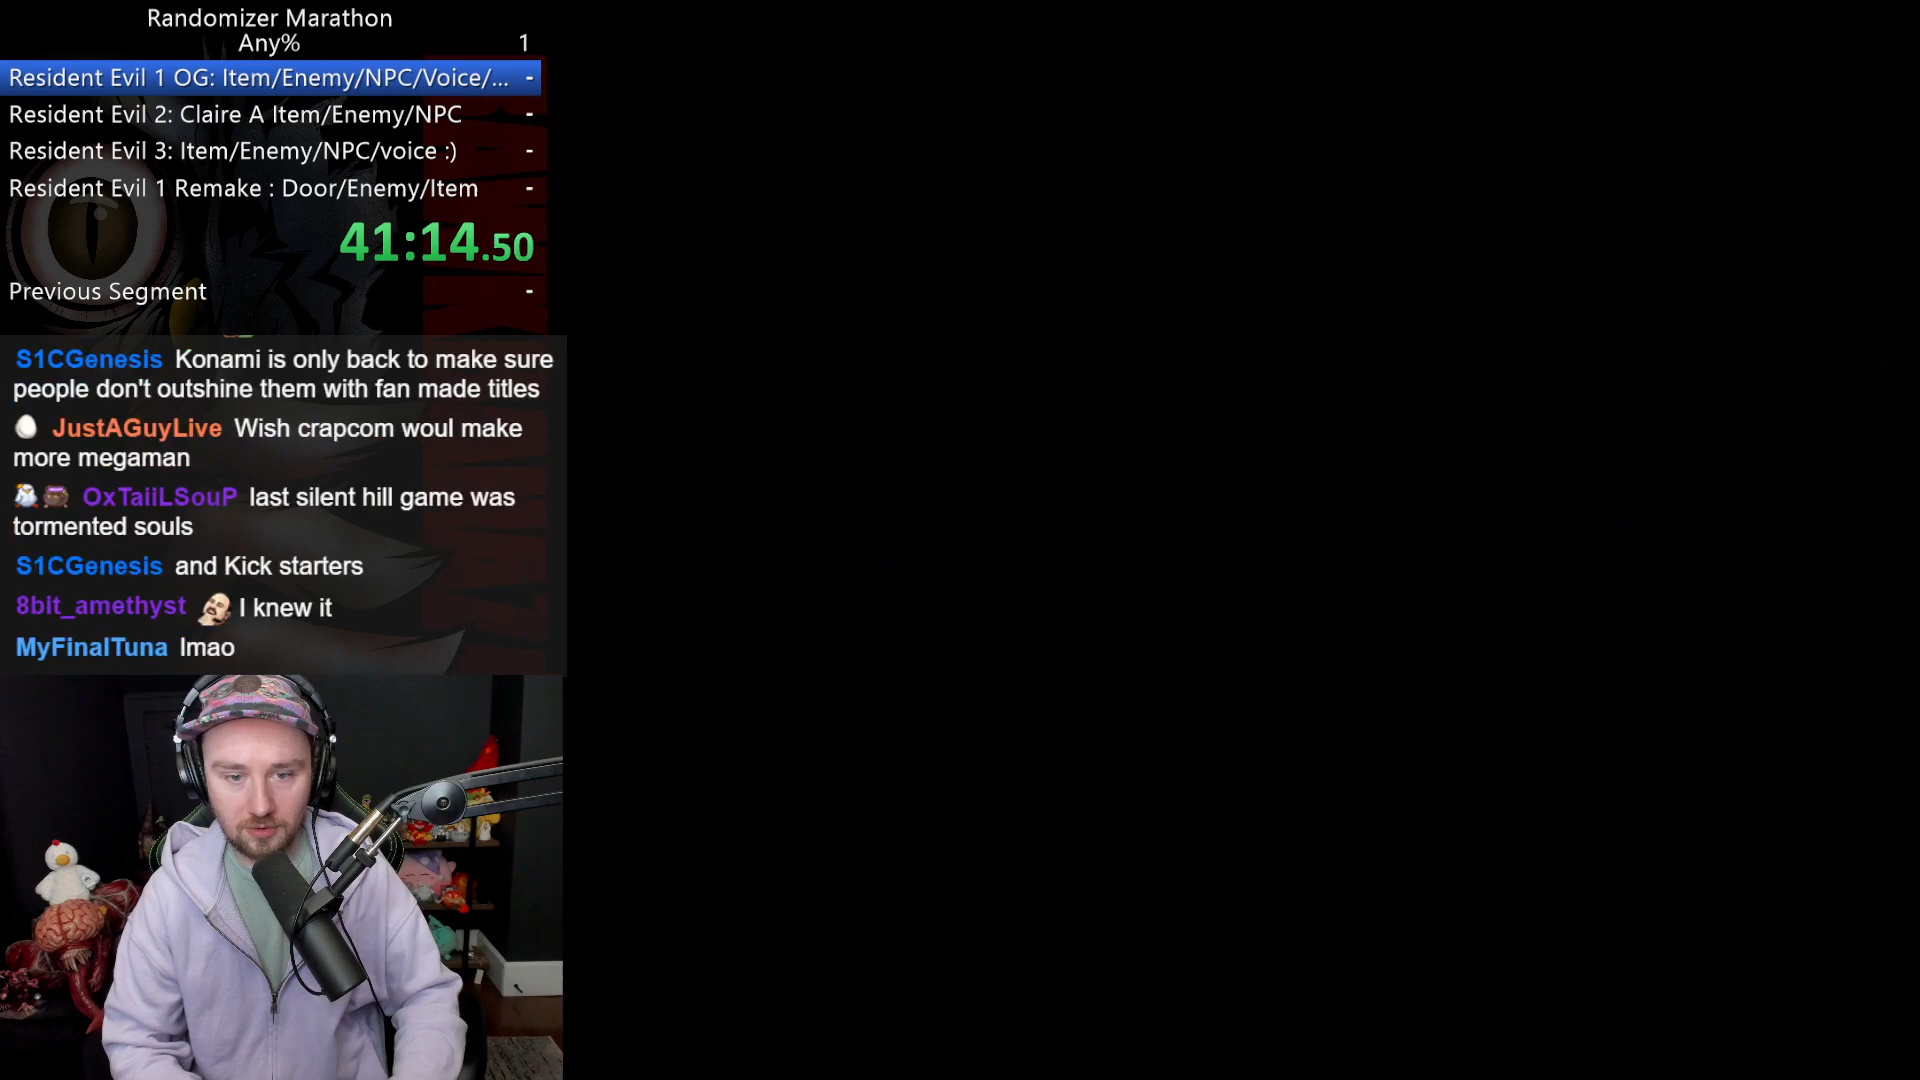 Randomizer Marathon
Any% 1
Resident Evil 1 OG: Item/Enemy/NPC/Voice/... -
Resident Evil 2: Claire A Item/Enemy/NPC -
Resident Evil 3: Item/Enemy/NPC/voice :) -
Resident Evil 1 Remake : Door/Enemy/Item -
41:14.50
Previous Segment -
S1CGenesis Konami is only back to make sure
people don't outshine them with fan made titles
JustAGuyLive Wish crapcom woul make
more megaman
OxTaiiLSouP last silent hill game was
tormented souls
S1CGenesis and Kick starters
8bit_amethyst I knew it
MyFinalTuna lmao